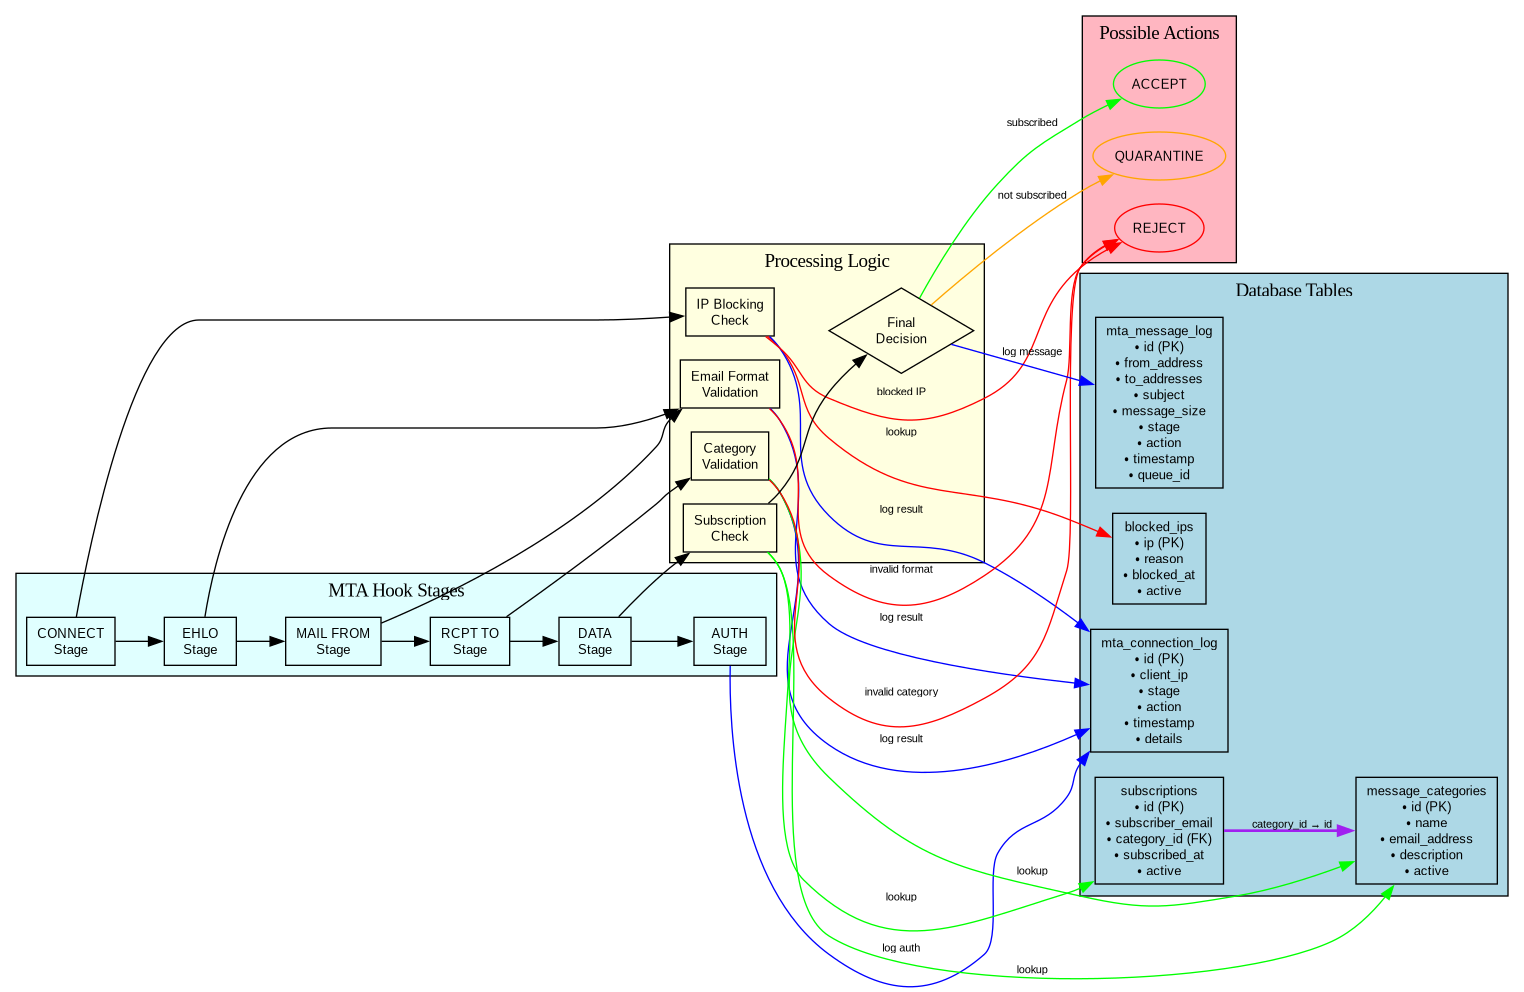 Possible Actions
ACCEPT
QUARANTINE
REJECT
subscribed
not subscribed
Processing Logic
IP Blocking
Check
Email Format
Validation
Category
Validation
Subscription
Check
Final
Decision
log message
blocked IP
lookup
log result
invalid format
log result
invalid category
log result
lookup
lookup
log auth
lookup
MTA Hook Stages
CONNECT
Stage
EHLO
Stage
MAIL FROM
Stage
RCPT TO
Stage
DATA
Stage
AUTH
Stage
Database Tables
mta_message_log
• id (PK)
• from_address
• to_addresses
• subject
• message_size
• stage
• action
• timestamp
• queue_id
blocked_ips
• ip (PK)
• reason
• blocked_at
• active
mta_connection_log
• id (PK)
• client_ip
• stage
• action
• timestamp
• details
subscriptions
• id (PK)
• subscriber_email
• category_id (FK)
• subscribed_at
• active
category_id → id
message_categories
• id (PK)
• name
• email_address
• description
• active